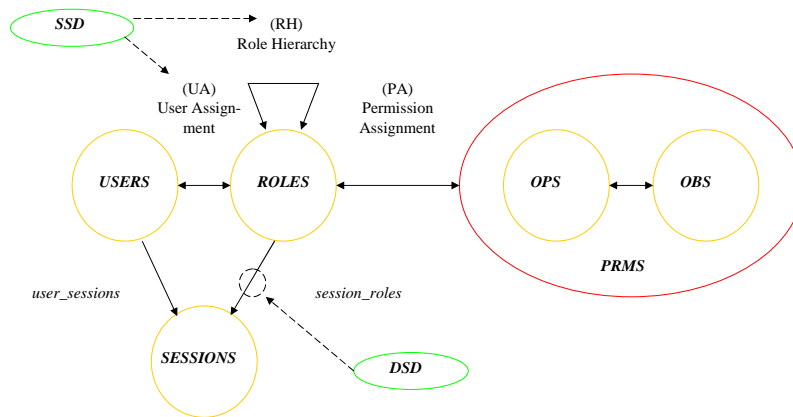 SSD
(RH)
Role Hierarchy
(UA)
User Assign-
ment
(PA)
Permission
Assignment
USERS
ROLES
OPS
OBS
PRMS
user_sessions
session_roles
SESSIONS
DSD